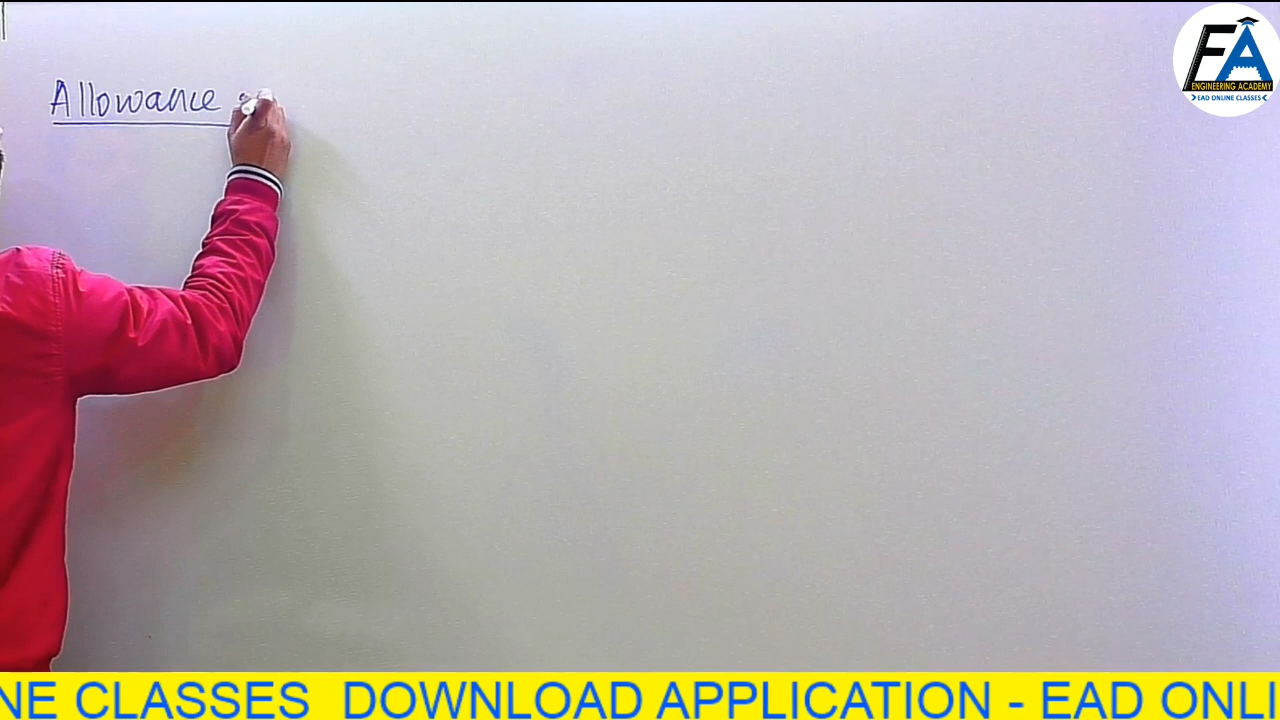 Allowance
FA
ENGINEERING ACADEMY
EAD ONLINE CLASSES
NE CLASSES DOWNLOAD APPLICATION - EAD ONLI